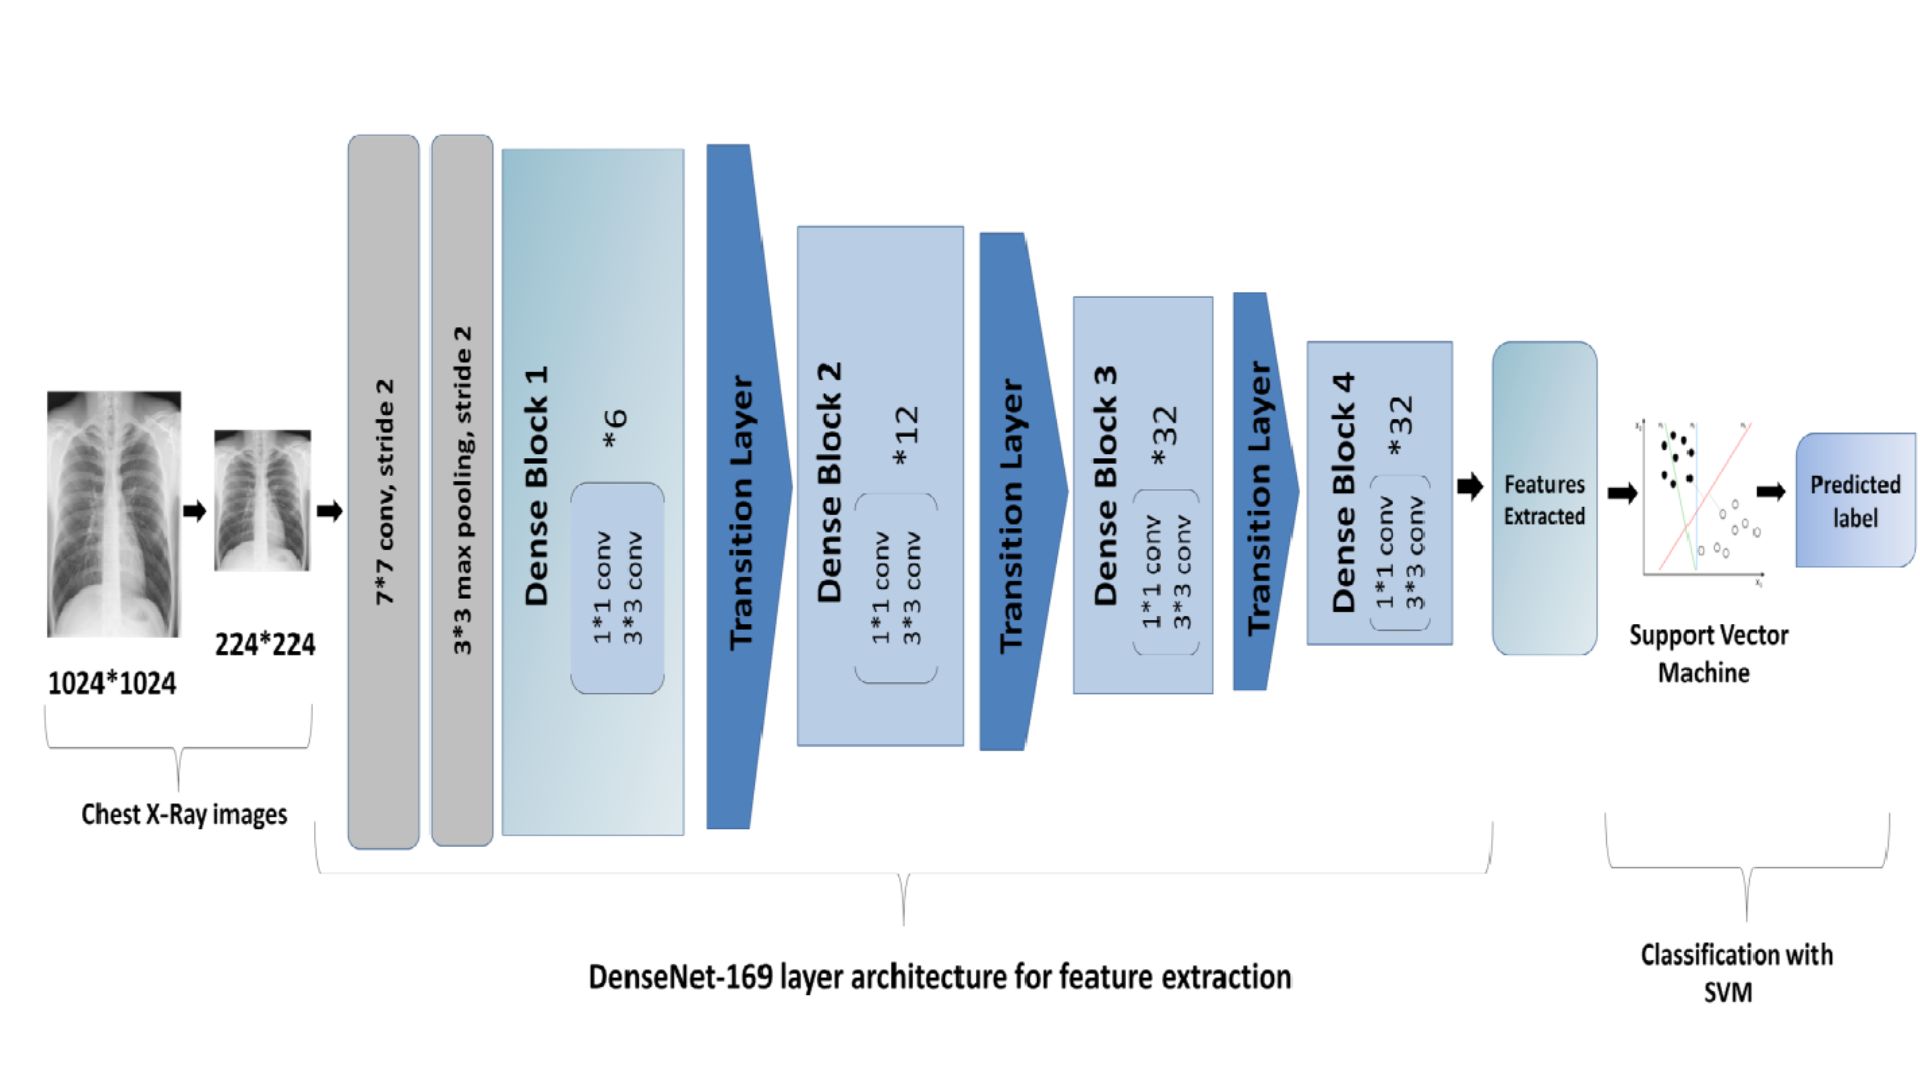 1024*1024
224*224
Chest X-Ray images
7*7 conv, stride 2
3*3 max pooling, stride 2
Dense Block 1
1*1 conv
3*3 conv
*6
Transition Layer
Dense Block 2
1*1 conv
3*3 conv
*12
Transition Layer
Dense Block 3
1*1 conv
3*3 conv
*32
Transition Layer
Dense Block 4
1*1 conv
3*3 conv
*32
Features
Extracted
Support Vector
Machine
Predicted
label
DenseNet-169 layer architecture for feature extraction
Classification with
SVM